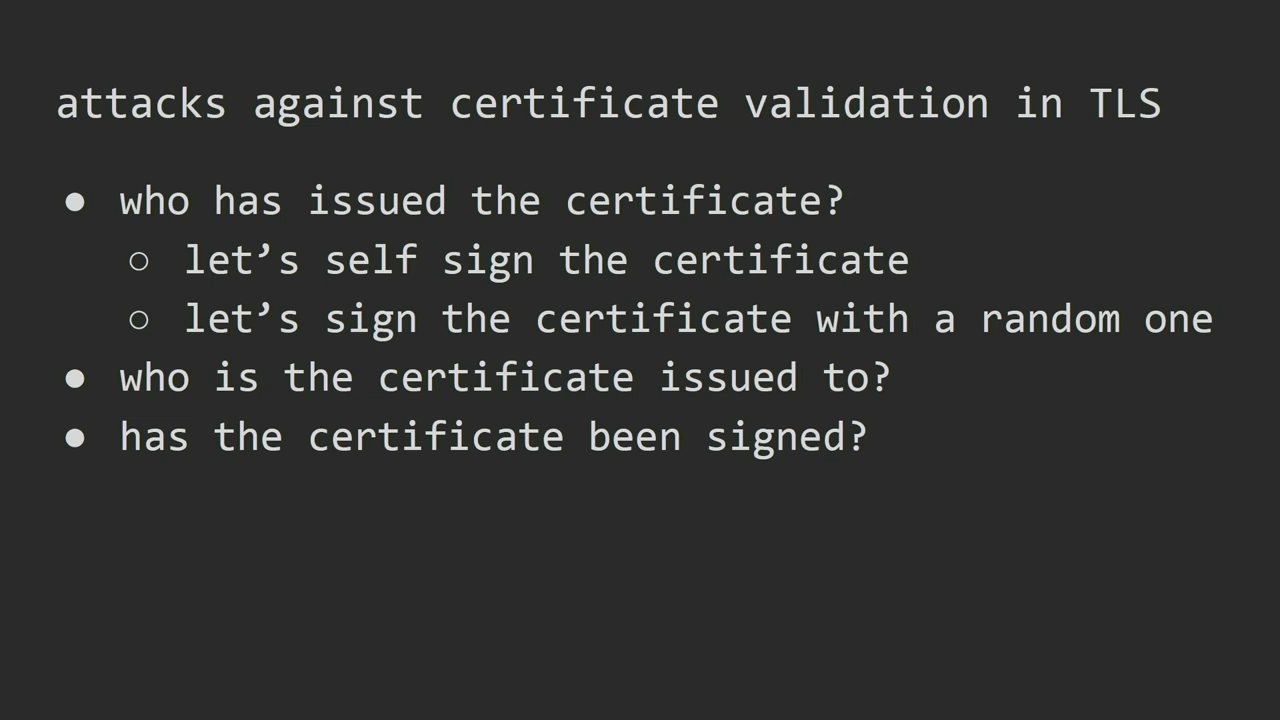 attacks against certificate validation in TLS
● who has issued the certificate?
○ let’s self sign the certificate
○ let’s sign the certificate with a random one
● who is the certificate issued to?
● has the certificate been signed?